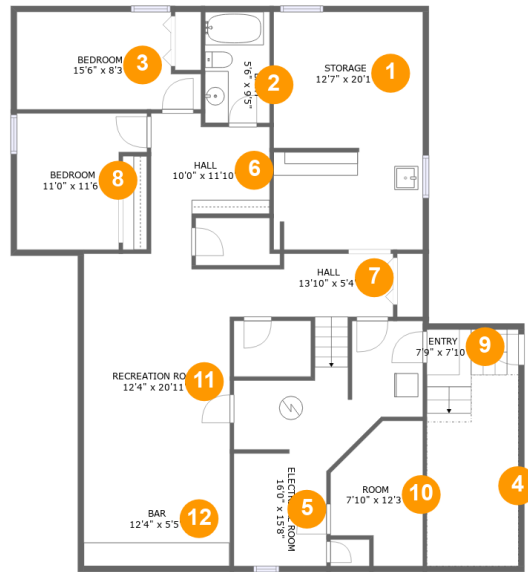 BEDROOM
15'6" x 8'3
3
5'6" x 9'5"
2
STORAGE
12'7" x 20'1
1
BEDROOM
11'0" x 11'6
8
HALL
10'0" x 11'10
6
HALL
13'10" x 5'4"
7
ENTRY
7'9" x 7'10
9
RECREATION RO
12'4" x 20'11
11
4
ROOM
7'10" x 12'3
10
ROOM
16'0" x 15'8"
5
BAR
12'4" x 5'5
12